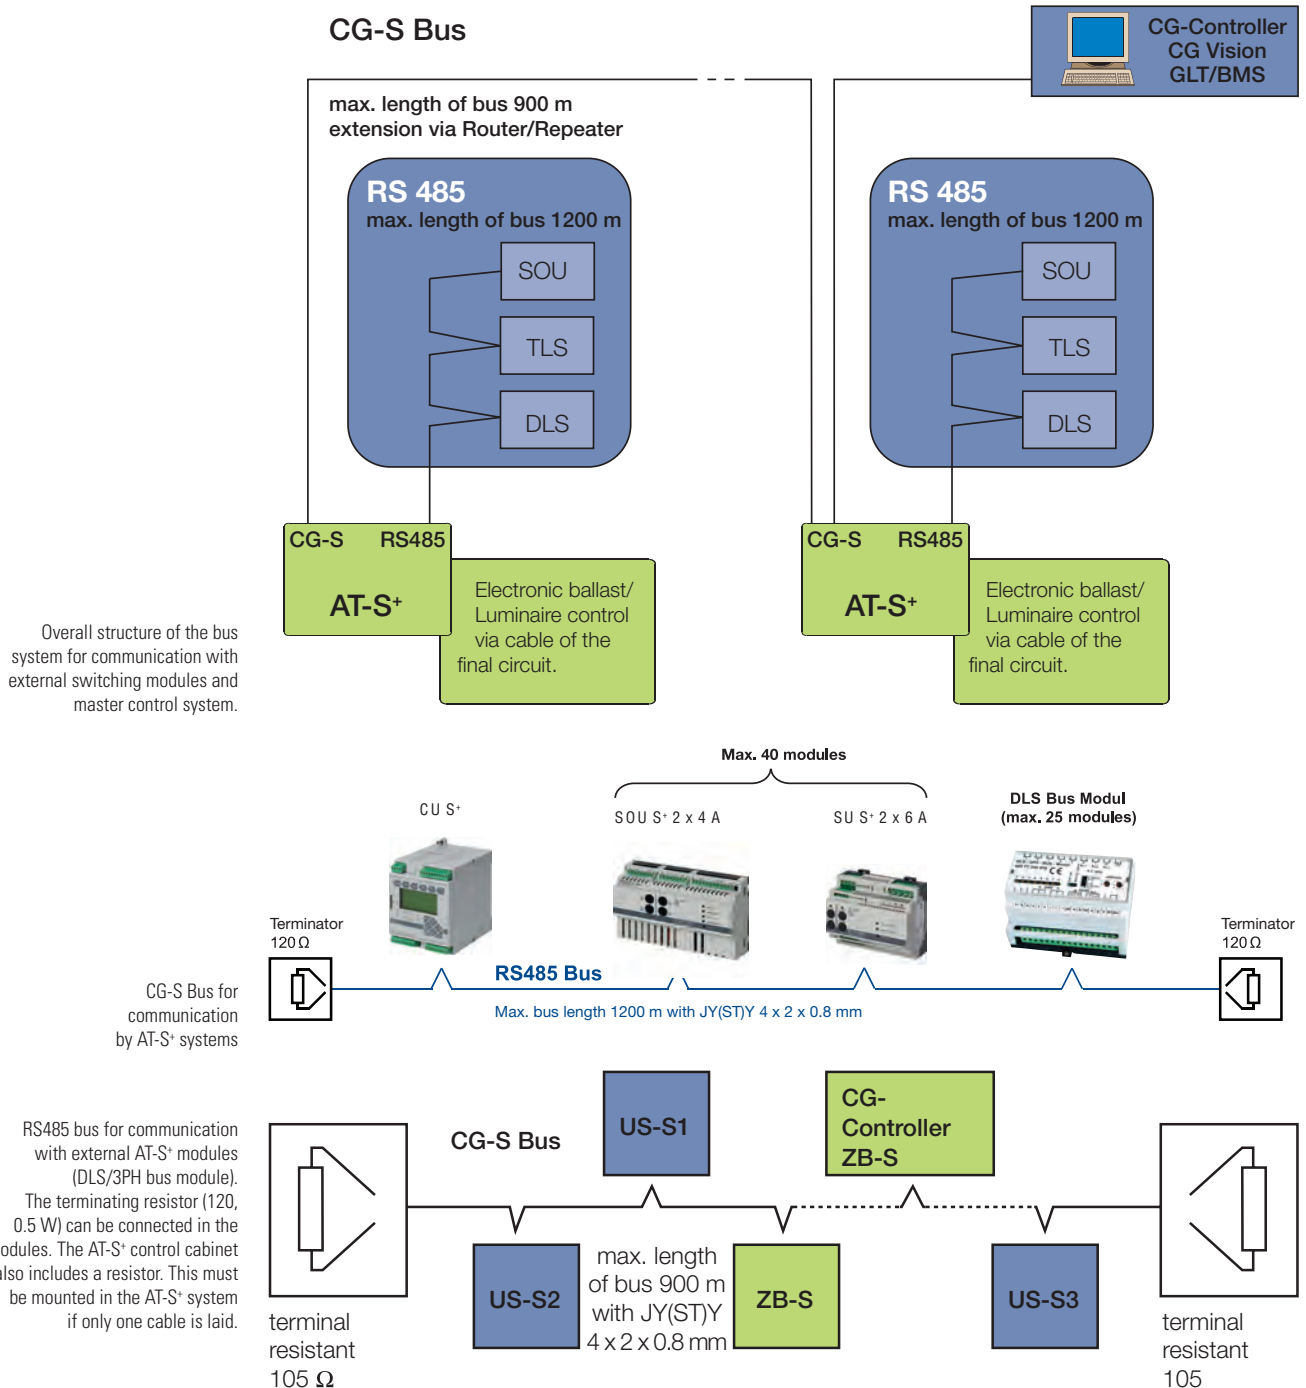 CG-S Bus
CG-Controller
CG Vision
GLT/BMS
max. length of bus 900 m
extension via Router/Repeater
RS 485
max. length of bus 1200 m
SOU
TLS
DLS
RS 485
max. length of bus 1200 m
SOU
TLS
DLS
CG-S RS485
AT-S+
Electronic ballast/
Luminaire control
via cable of the
final circuit.
CG-S RS485
AT-S+
Electronic ballast/
Luminaire control
via cable of the
final circuit.
Overall structure of the bus
system for communication with
external switching modules and
master control system.
Max. 40 modules
CU S+
SOU S+ 2 x 4 A
SU S+ 2 x 6 A
DLS Bus Modul
(max. 25 modules)
Terminator
120 Ω
Terminator
120 Ω
RS485 Bus
Max. bus length 1200 m with JY(ST)Y 4 x 2 x 0.8 mm
CG-S Bus for
communication
by AT-S+ systems
RS485 bus for communication
with external AT-S+ modules
(DLS/3PH bus module).
The terminating resistor (120,
0.5 W) can be connected in the
odules. The AT-S+ control cabinet
also includes a resistor. This must
be mounted in the AT-S+ system
if only one cable is laid.
CG-S Bus
US-S1
CG-
Controller
ZB-S
US-S2
max. length
of bus 900 m
with JY(ST)Y
4 x 2 x 0.8 mm
ZB-S
US-S3
terminal
resistant
105 Ω
terminal
resistant
105